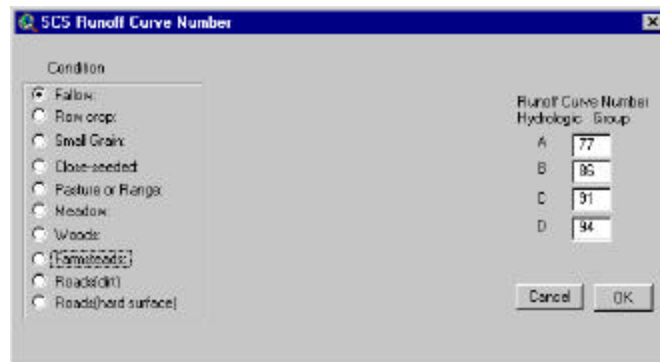 SCS Runoff Curve Number
Condition
Fallow:
Row crop:
Small Grain:
Close-seeded:
Pasture or Range:
Meadow:
Woods:
Farmsteads:
Roads(dirt)
Roads(hard surface)
Runoff Curve Number
Hydrologic Group
A 77
B 86
C 91
D 94
Cancel OK